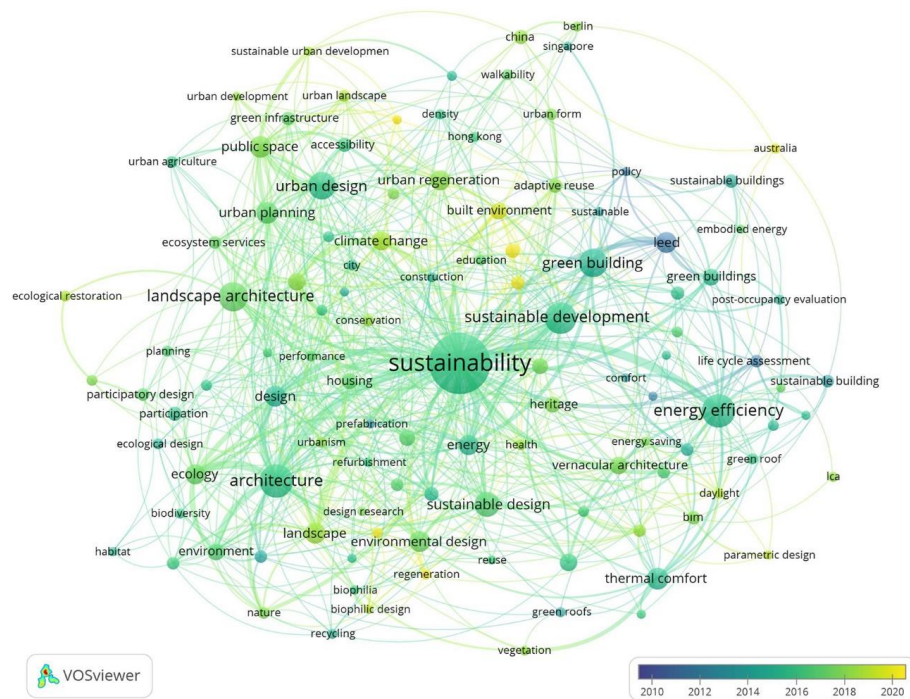 berlin
china
singapore
sustainable urban developmen
walkability
urban development
urban landscape
green infrastructure
density
urban form
hong kong
public space
accessibility
australia
urban agriculture
policy
sustainable buildings
urban design
urban regeneration
adaptive reuse
urban planning
built environment
sustainable
embodied energy
ecosystem services
climate change
leed
education
green building
city
construction
green buildings
ecological restoration
landscape architecture
post-occupancy evaluation
conservation
sustainable development
planning
performance
sustainability
life cycle assessment
housing
comfort
sustainable building
participatory design
design
heritage
energy efficiency
participation
prefabrication
ecological design
urbanism
energy
health
energy saving
refurbishment
vernacular architecture
green roof
ecology
architecture
lca
daylight
biodiversity
design research
sustainable design
bim
landscape
environmental design
habitat
environment
reuse
parametric design
regeneration
thermal comfort
biophilia
nature
biophilic design
green roofs
recycling
vegetation
VOSviewer
2010 2012 2014 2016 2018 2020